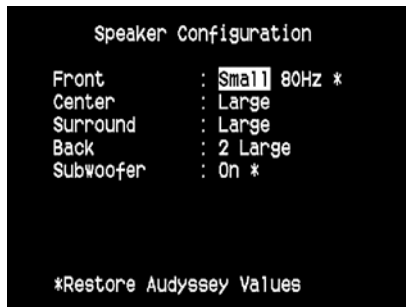 Speaker Configuration
Front : Small 80Hz *
Center : Large
Surround : Large
Back : 2 Large
Subwoofer : On *
*Restore Audyssey Values